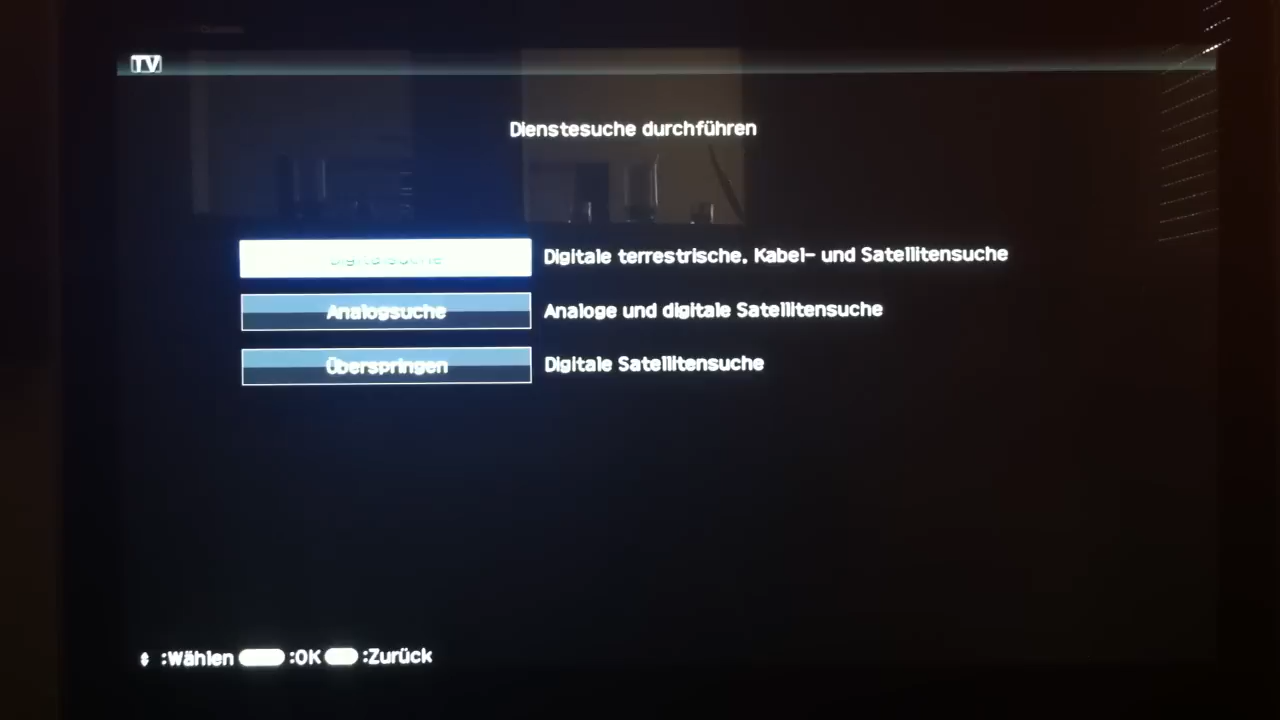 TV
Dienstesuche durchführen
Digitalsuche Digitale terrestrische, Kabel- und Satellitensuche
Analogsuche Analoge und digitale Satellitensuche
Überspringen Digitale Satellitensuche
:Wählen :OK :Zurück